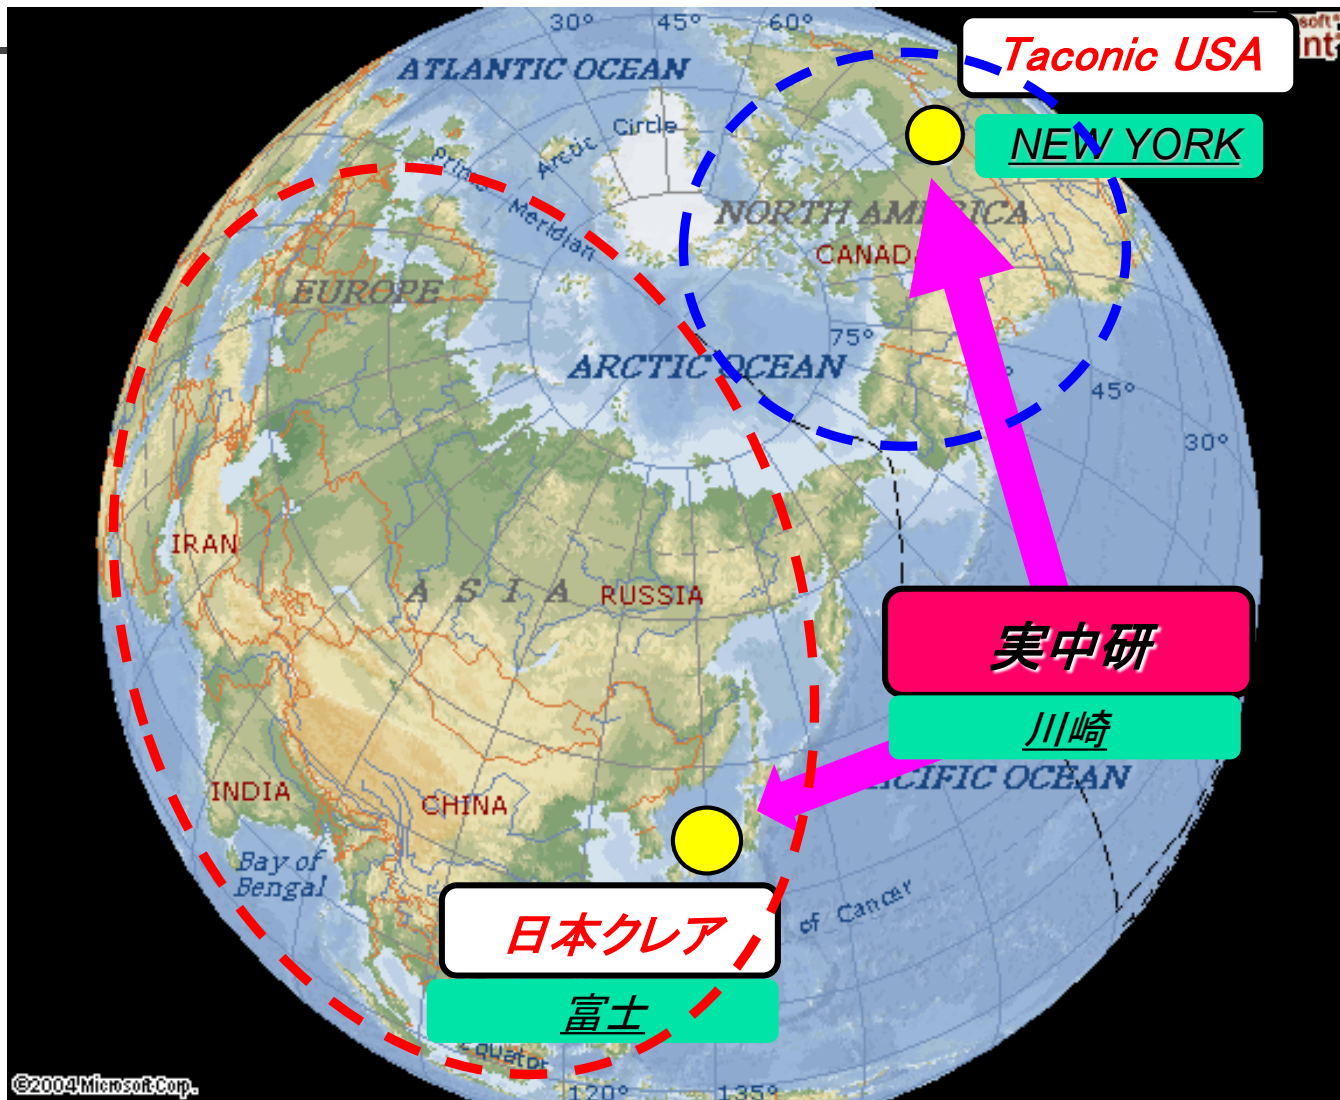 30°
45°
60°
soft
nt
Taconic USA
ATLANTIC OCEAN
NEW YORK
Arctic Circle
Prime Meridian
NORTH AMERICA
CANADA
EUROPE
75°
ARCTIC OCEAN
45°
30°
IRAN
ASIA
RUSSIA
実中研
川崎
PACIFIC OCEAN
INDIA
CHINA
Bay of
Bengal
of Cancer
日本クレア
富士
Equator
©2004 Microsoft Corp.
120°
135°